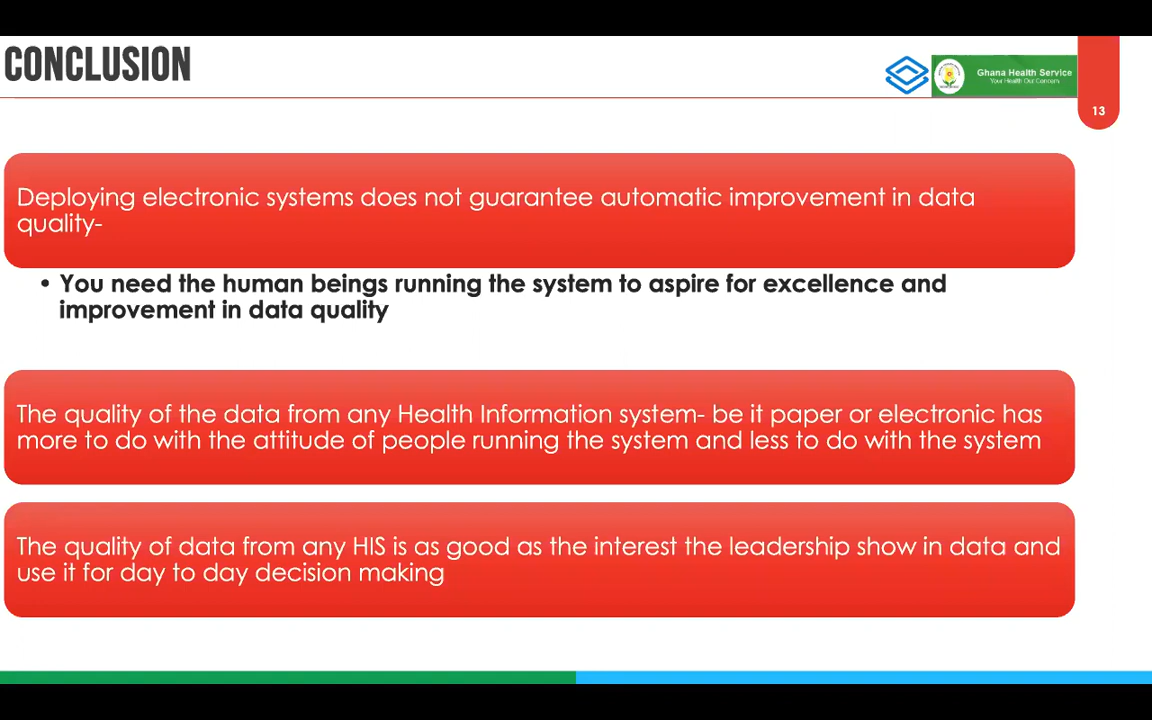 CONCLUSION
Ghana Health Service
Your Health Our Concern
13
Deploying electronic systems does not guarantee automatic improvement in data
quality-
• You need the human beings running the system to aspire for excellence and
improvement in data quality
The quality of the data from any Health Information system- be it paper or electronic has
more to do with the attitude of people running the system and less to do with the system
The quality of data from any HIS is as good as the interest the leadership show in data and
use it for day to day decision making